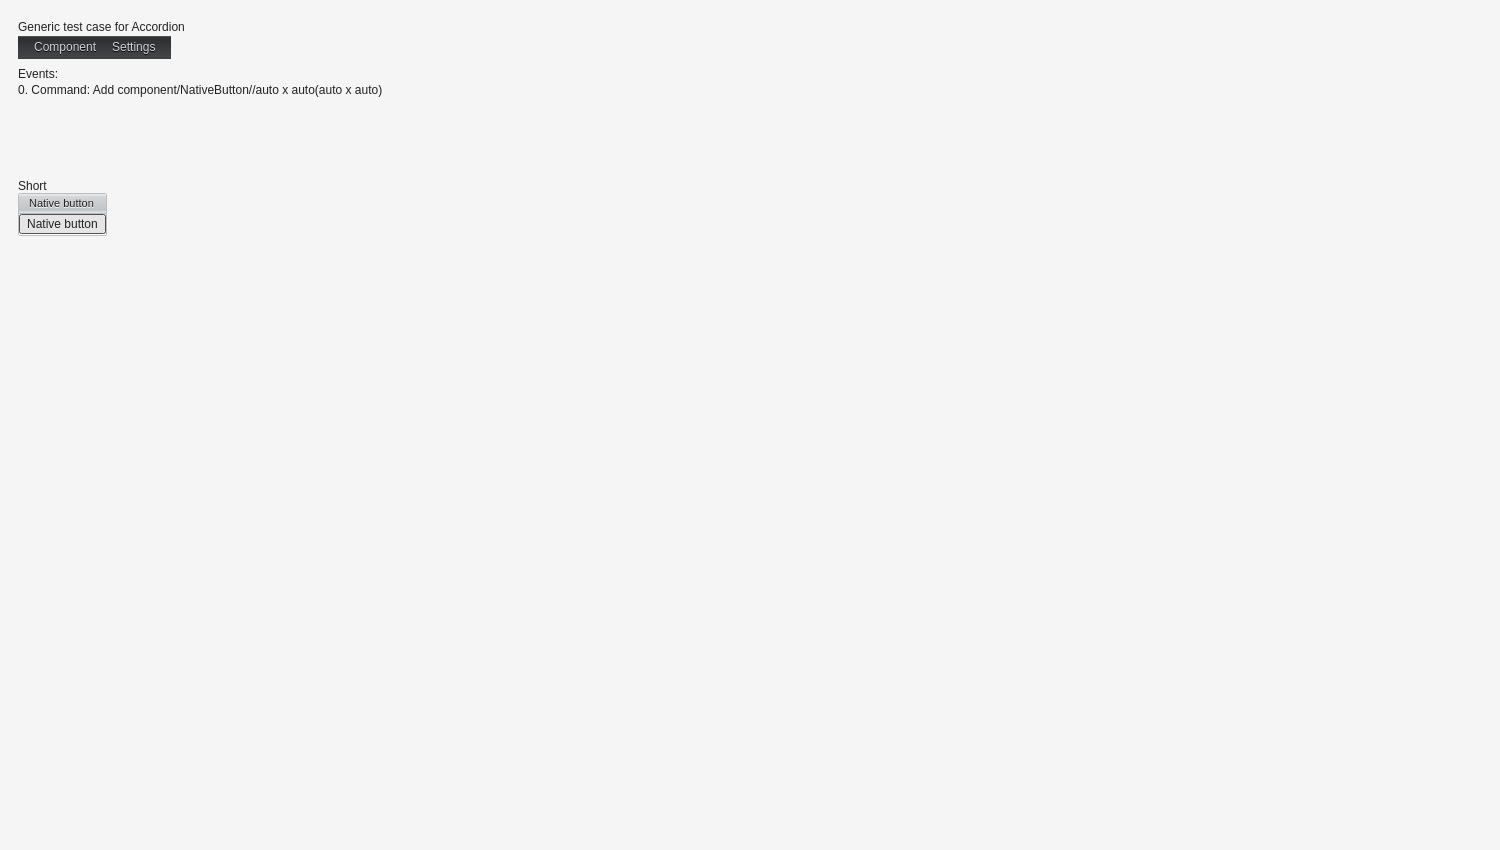 Generic test case for Accordion
Component Settings
Events:
0. Command: Add component/NativeButton//auto x auto(auto x auto)
Short
Native button
Native button